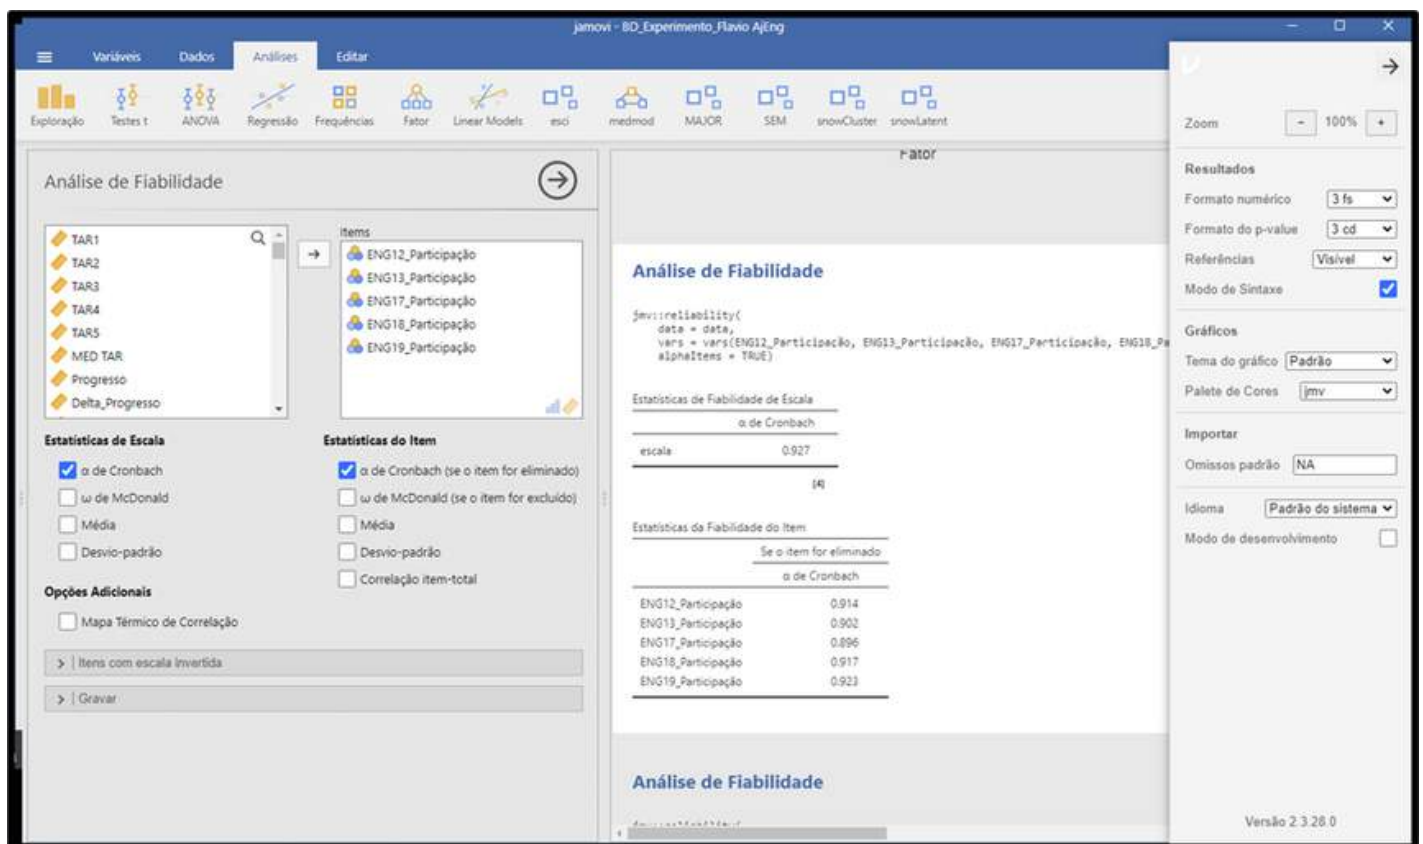 jamovi - BD_Experimento_Flavio AjEng
Variáveis Dados Análises Editar
Exploração Testes t ANOVA Regressão Frequências Fator Linear Models esci medmod MAJOR SEM snowCluster snowLatent
Análise de Fiabilidade
TAR1
TAR2
TAR3
TAR4
TAR5
MED TAR
Progresso
Delta_Progresso
Items
ENG12_Participação
ENG13_Participação
ENG17_Participação
ENG18_Participação
ENG19_Participação
Estatísticas de Escala
α de Cronbach
ω de McDonald
Média
Desvio-padrão
Estatísticas do Item
α de Cronbach (se o item for eliminado)
ω de McDonald (se o item for excluído)
Média
Desvio-padrão
Correlação item-total
Opções Adicionais
Mapa Térmico de Correlação
Itens com escala invertida
Gravar
Fator
Análise de Fiabilidade
jmv::reliability(
data = data,
vars = vars(ENG12_Participacão, ENG13_Participacão, ENG17_Participacão, ENG18_Pa
alphaItems = TRUE)
Estatísticas de Fiabilidade de Escala
α de Cronbach
escala 0.927
[4]
Estatísticas da Fiabilidade do Item
Se o item for eliminado
α de Cronbach
ENG12_Participação 0.914
ENG13_Participação 0.902
ENG17_Participação 0.896
ENG18_Participação 0.917
ENG19_Participação 0.923
Análise de Fiabilidade
Zoom - 100% +
Resultados
Formato numérico 3 fs
Formato do p-value 3 cd
Referências Visível
Modo de Sintaxe
Gráficos
Tema do gráfico Padrão
Palete de Cores jmv
Importar
Omissos padrão NA
Idioma Padrão do sistema
Modo de desenvolvimento
Versão 2.3.28.0